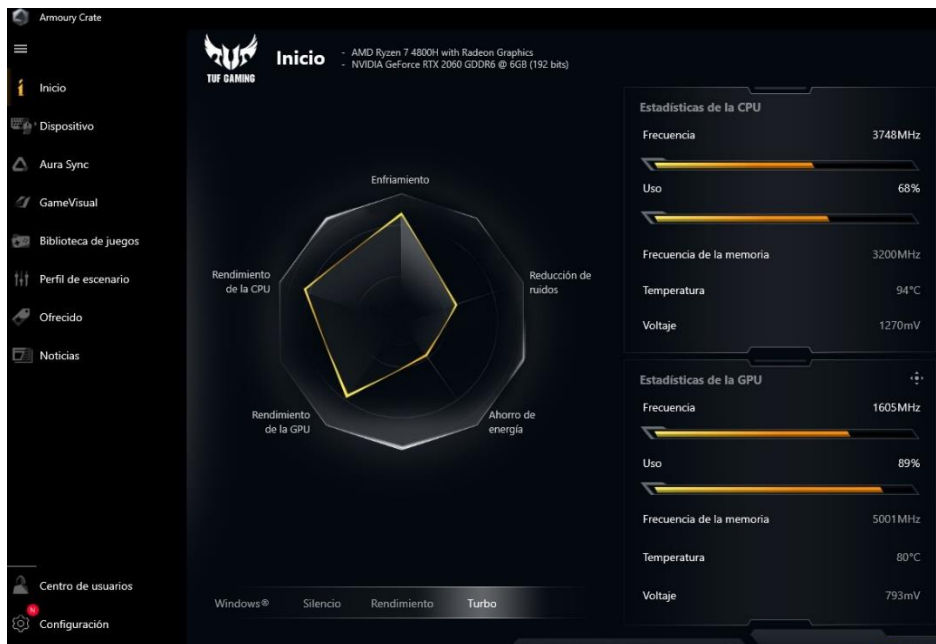 Armoury Crate
TUF GAMING
Inicio
- AMD Ryzen 7 4800H with Radeon Graphics
- NVIDIA GeForce RTX 2060 GDDR6 @ 6GB (192 bits)
Inicio
Dispositivo
Aura Sync
GameVisual
Biblioteca de juegos
Perfil de escenario
Ofrecido
Noticias
Centro de usuarios
N
Configuración
Enfriamiento
Reducción de
ruidos
Ahorro de
energía
Rendimiento
de la GPU
Rendimiento
de la CPU
Windows®
Silencio
Rendimiento
Turbo
Estadísticas de la CPU
Frecuencia 3748MHz
Uso 68%
Frecuencia de la memoria 3200MHz
Temperatura 94°C
Voltaje 1270mV
Estadísticas de la GPU
Frecuencia 1605MHz
Uso 89%
Frecuencia de la memoria 5001MHz
Temperatura 80°C
Voltaje 793mV